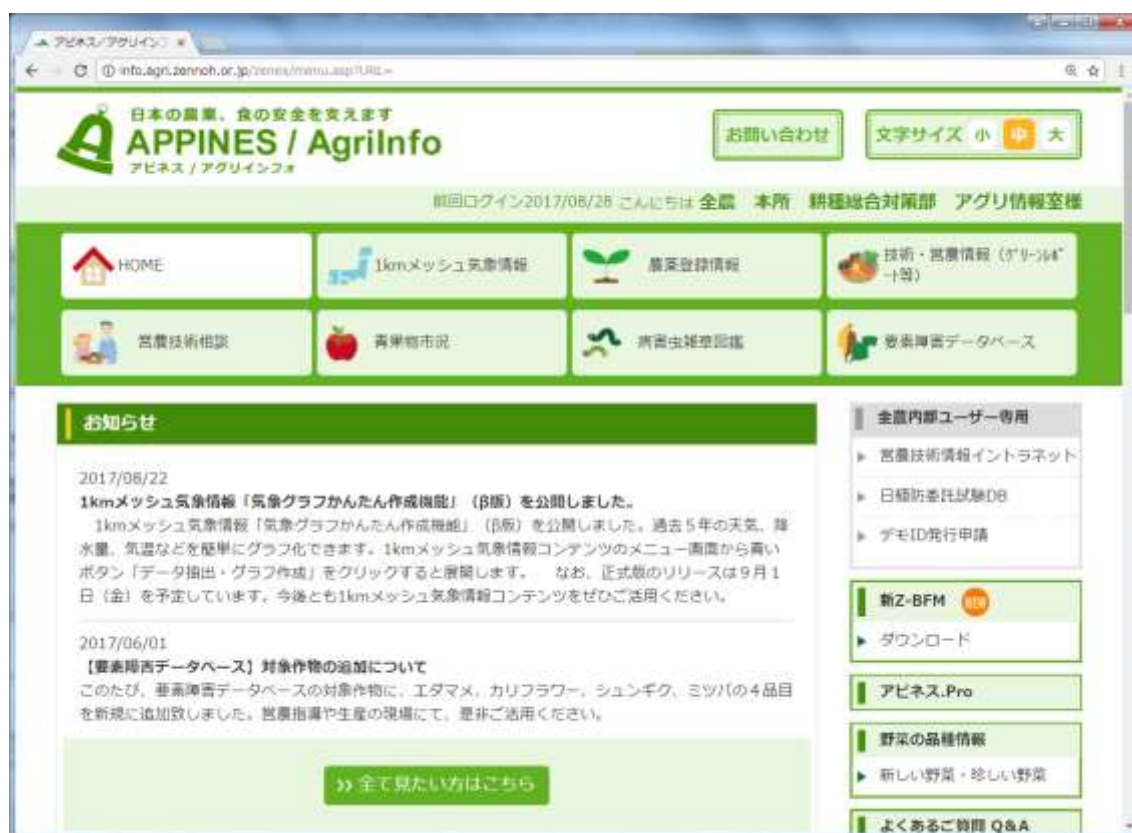 アピネス/アグリインフ
info.agri.zennoh.or.jp/zennes/menu.asp?URL=
日本の農業、食の安全を支えます
APPINES / AgriInfo
アピネス / アグリインフォ
お問い合わせ
文字サイズ 小 中 大
前回ログイン2017/08/28 こんにちは 全農 本所 耕種総合対策部 アグリ情報室様
HOME
1kmメッシュ気象情報
農薬登録情報
技術・営農情報（グリーンレポ
ート等）
営農技術相談
青果物市況
病害虫雑草図鑑
要素障害データベース
お知らせ
2017/08/22
1kmメッシュ気象情報「気象グラフかんたん作成機能」（β版）を公開しました。
1kmメッシュ気象情報「気象グラフかんたん作成機能」（β版）を公開しました。過去５年の天気、降
水量、気温などを簡単にグラフ化できます。1kmメッシュ気象情報コンテンツのメニュー画面から青い
ボタン「データ抽出・グラフ作成」をクリックすると展開します。 なお、正式版のリリースは９月１
日（金）を予定しています。今後とも1kmメッシュ気象情報コンテンツをぜひご活用ください。
2017/06/01
【要素障害データベース】対象作物の追加について
このたび、要素障害データベースの対象作物に、エダマメ、カリフラワー、シュンギク、ミツバの４品目
を新規に追加致しました。営農指導や生産の現場にて、是非ご活用ください。
>> 全て見たい方はこちら
全農内部ユーザー専用
営農技術情報イントラネット
日植防委託試験DB
デモID発行申請
新Z-BFM NEW
ダウンロード
アピネス.Pro
野菜の品種情報
新しい野菜・珍しい野菜
よくあるご質問 Q&A